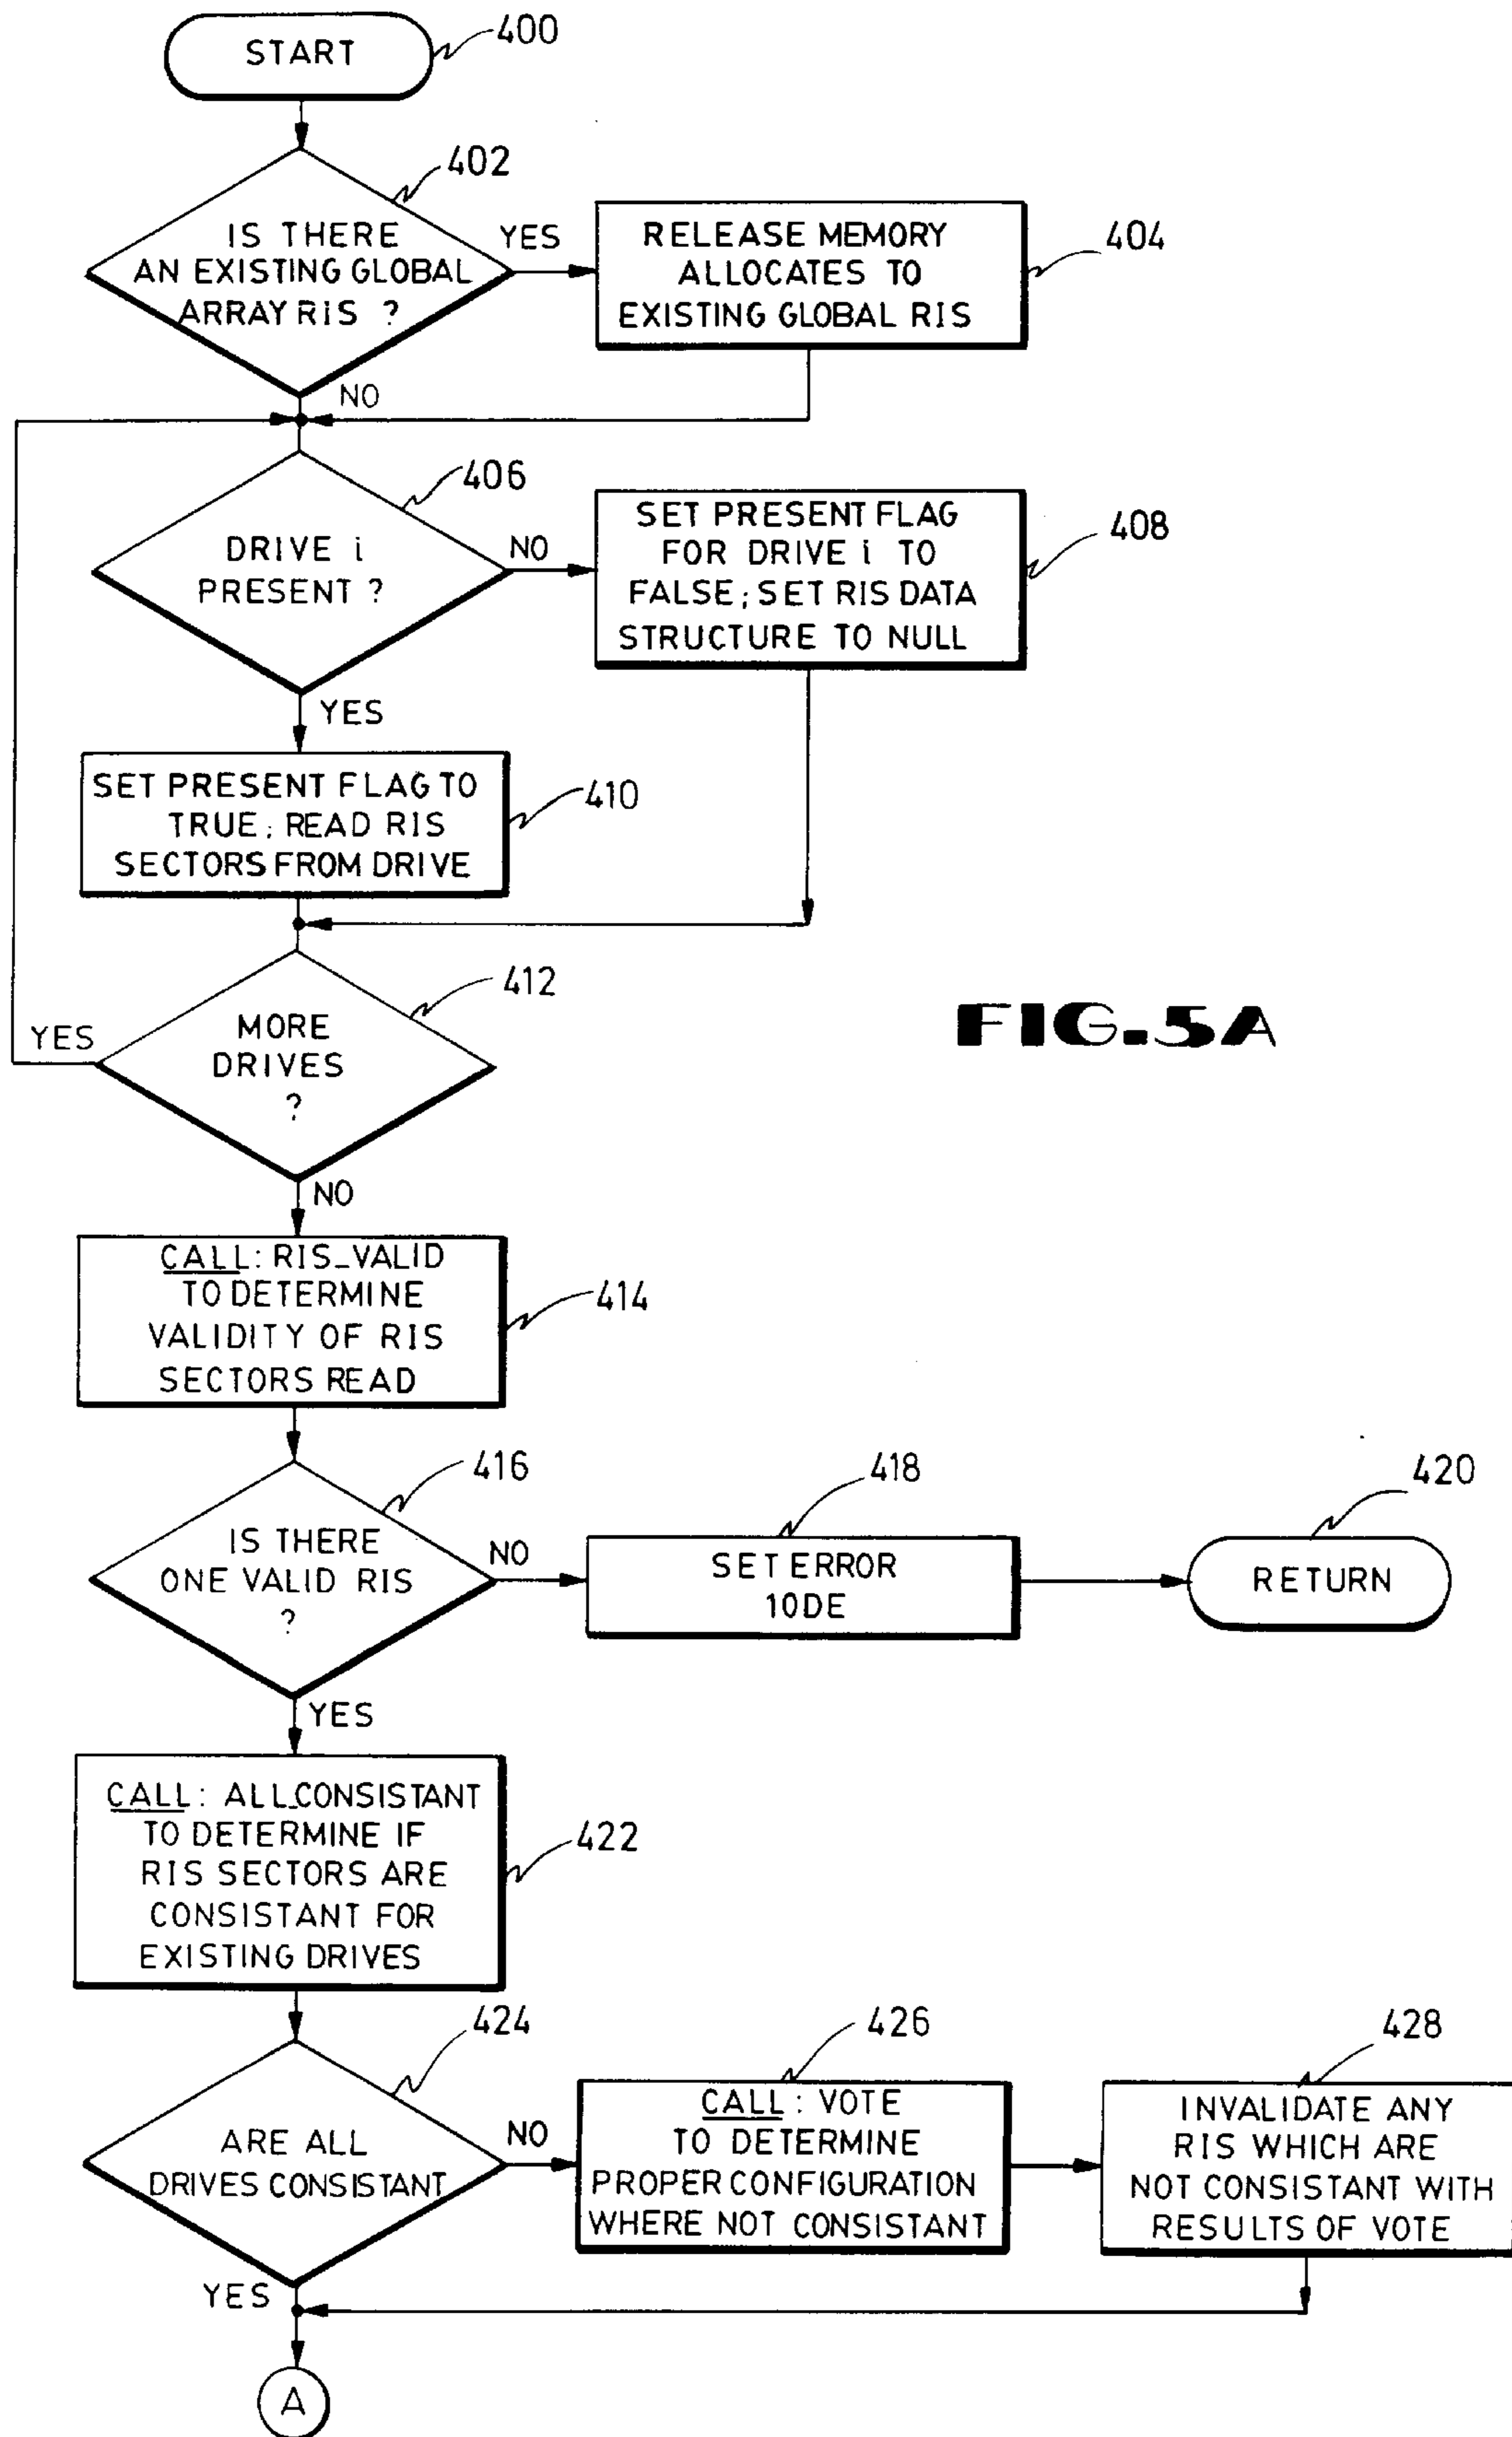 START
400
402
IS THERE
AN EXISTING GLOBAL
ARRAY RIS ?
YES
RELEASE MEMORY
ALLOCATES TO
EXISTING GLOBAL RIS
404
NO
406
DRIVE i
PRESENT ?
NO
SET PRESENT FLAG
FOR DRIVE i TO
FALSE; SET RIS DATA
STRUCTURE TO NULL
408
YES
SET PRESENT FLAG TO
TRUE; READ RIS
SECTORS FROM DRIVE
410
412
MORE
DRIVES
?
YES
FIG.5A
NO
CALL: RIS_VALID
TO DETERMINE
VALIDITY OF RIS
SECTORS READ
414
416
IS THERE
ONE VALID RIS
?
NO
418
SET ERROR
10DE
420
RETURN
YES
CALL: ALL_CONSISTANT
TO DETERMINE IF
RIS SECTORS ARE
CONSISTANT FOR
EXISTING DRIVES
422
424
ARE ALL
DRIVES CONSISTANT
NO
426
CALL: VOTE
TO DETERMINE
PROPER CONFIGURATION
WHERE NOT CONSISTANT
428
INVALIDATE ANY
RIS WHICH ARE
NOT CONSISTANT WITH
RESULTS OF VOTE
YES
A